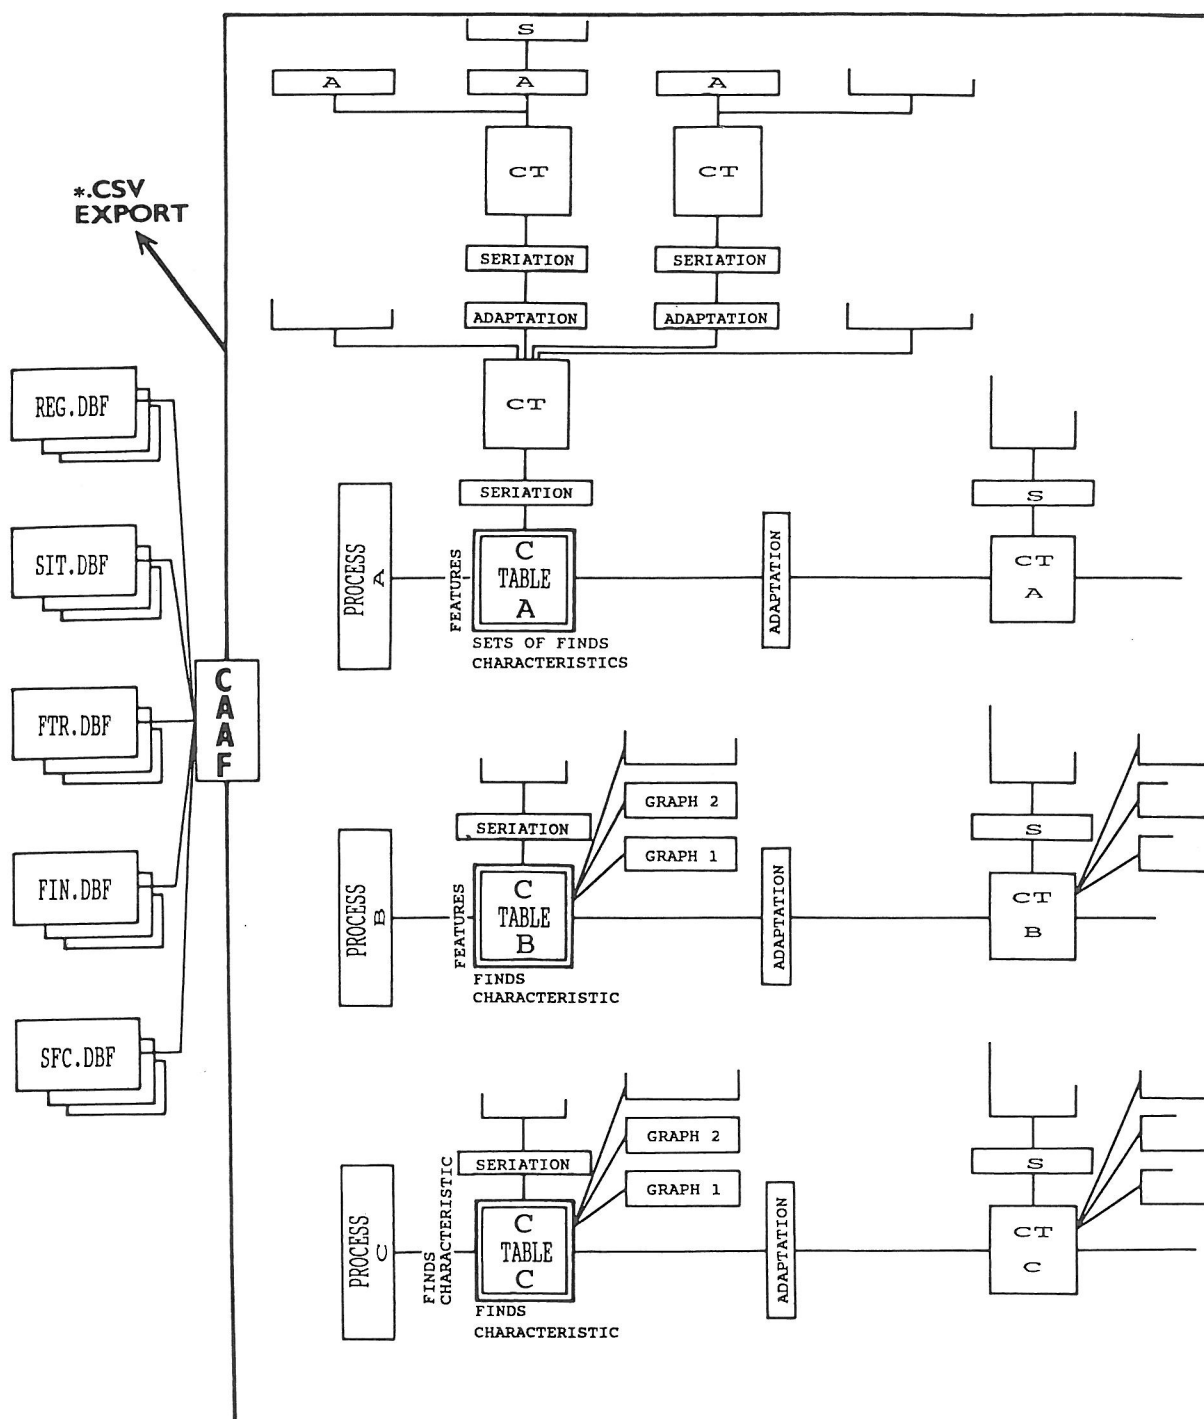 S
A
A
A
CT
CT
*.CSV
EXPORT
SERIATION
SERIATION
ADAPTATION
ADAPTATION
CT
REG.DBF
SERIATION
S
PROCESS
A
FEATURES
C
TABLE
A
ADAPTATION
CT
A
SIT.DBF
SETS OF FINDS
CHARACTERISTICS
CAAF
FTR.DBF
GRAPH 2
SERIATION
S
GRAPH 1
PROCESS
B
FEATURES
C
TABLE
B
ADAPTATION
CT
B
FIN.DBF
FINDS
CHARACTERISTIC
SFC.DBF
GRAPH 2
SERIATION
S
GRAPH 1
PROCESS
C
FINDS
CHARACTERISTIC
C
TABLE
C
ADAPTATION
CT
C
FINDS
CHARACTERISTIC